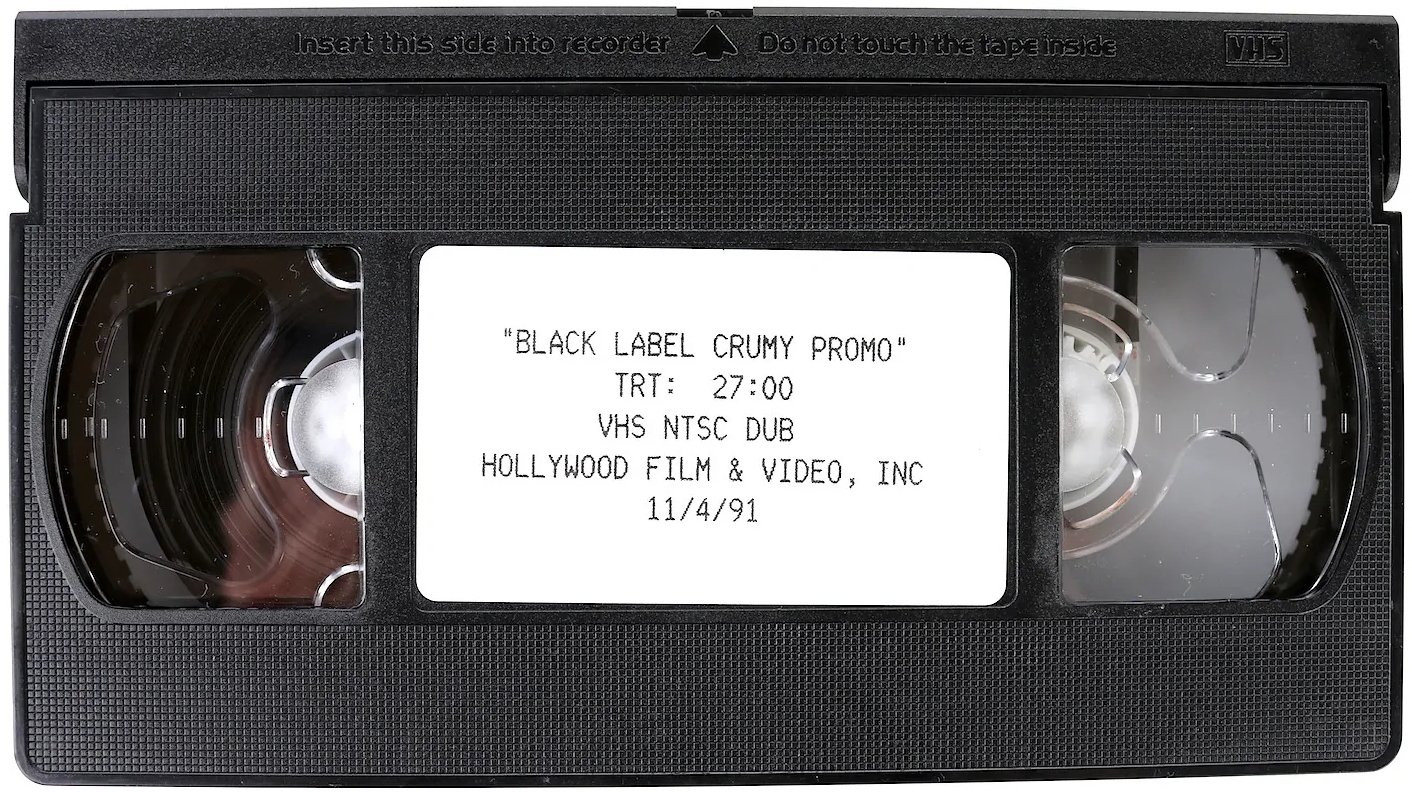 Insert this side into recorder Do not touch the tape inside VHS
"BLACK LABEL CRUMY PROMO"
TRT: 27:00
VHS NTSC DUB
HOLLYWOOD FILM & VIDEO, INC
11/4/91